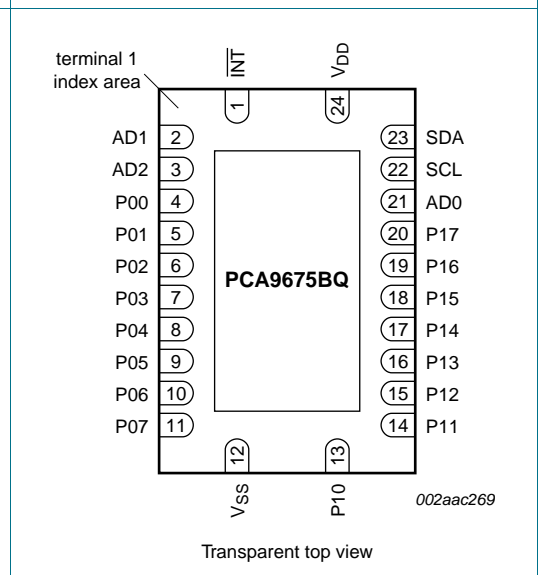 terminal 1
index area
INT
VDD
1
24
AD1 2
23 SDA
AD2 3
22 SCL
P00 4
21 AD0
P01 5
20 P17
P02 6
19 P16
PCA9675BQ
P03 7
18 P15
P04 8
17 P14
P05 9
16 P13
P06 10
15 P12
P07 11
14 P11
12
13
VSS
P10
002aac269
Transparent top view